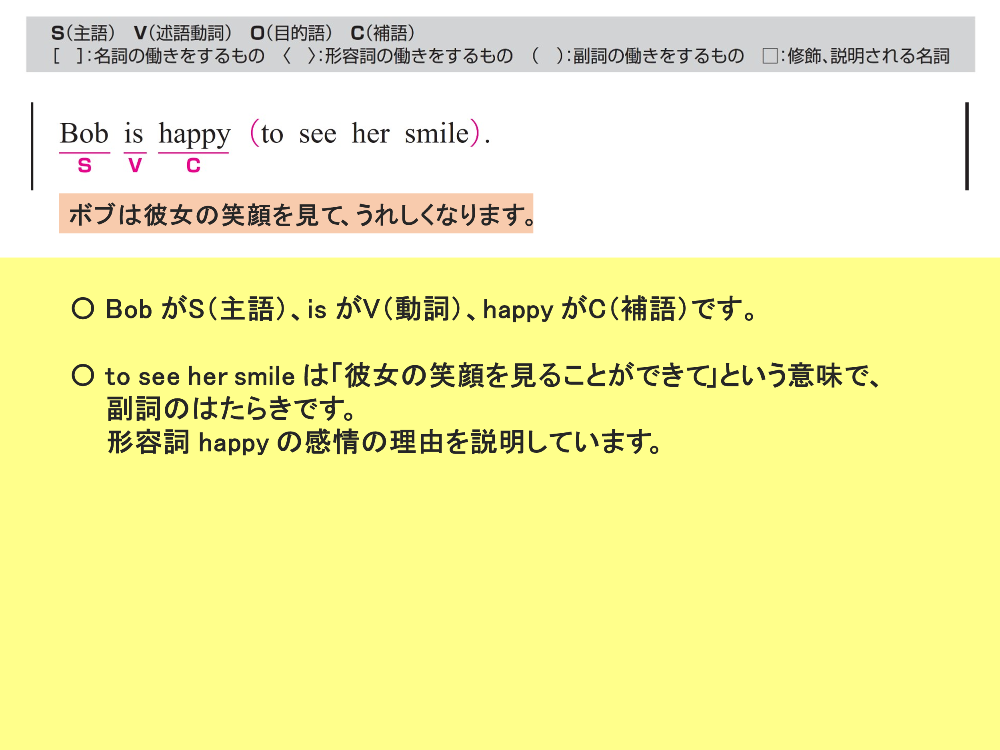 S（主語）　V（述語動詞）　O（目的語）　C（補語）
［　］：名詞の働きをするもの　〈　〉：形容詞の働きをするもの　（　）：副詞の働きをするもの　□：修飾、説明される名詞
Bob is happy (to see her smile).
S V C
ボブは彼女の笑顔を見て、うれしくなります。
○ Bob がS（主語）、is がV（動詞）、happy がC（補語）です。
○ to see her smile は「彼女の笑顔を見ることができて」という意味で、
副詞のはたらきです。
形容詞 happy の感情の理由を説明しています。